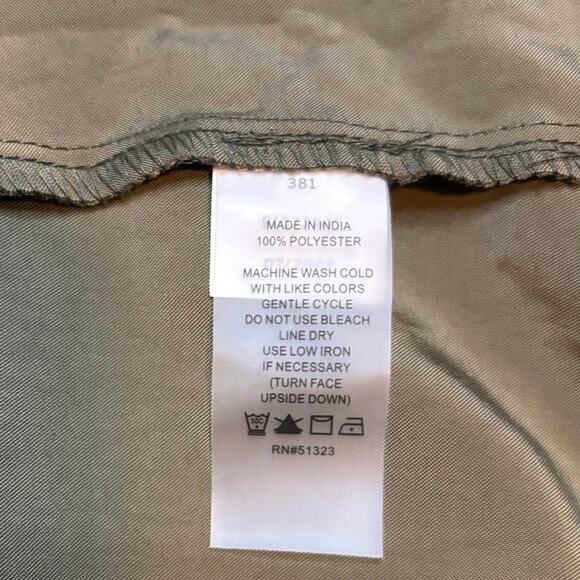 381
MADE IN INDIA
100% POLYESTER
MACHINE WASH COLD
WITH LIKE COLORS
GENTLE CYCLE
DO NOT USE BLEACH
LINE DRY
USE LOW IRON
IF NECESSARY
(TURN FACE
UPSIDE DOWN)
30C
RN#51323